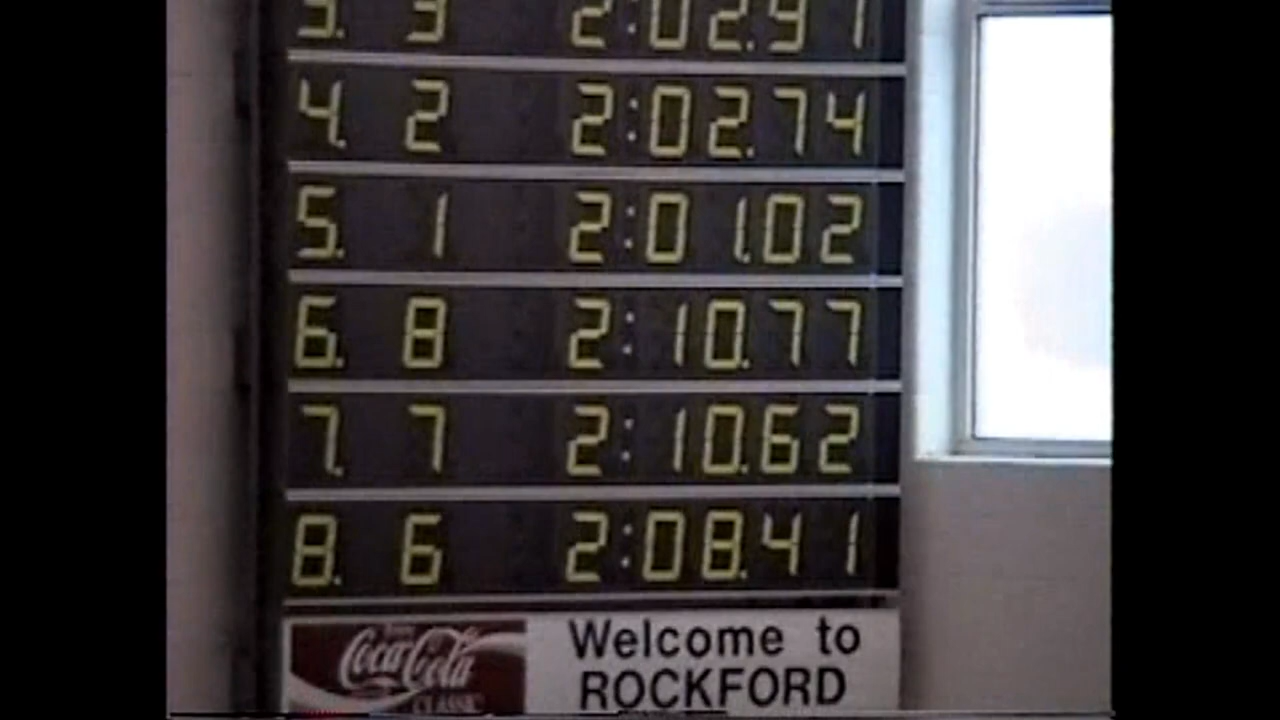 3. 3 2:02.91
4. 2 2:02.74
5. 1 2:01.02
6. 8 2:10.77
7. 7 2:10.62
8. 6 2:08.41
Coca-Cola
CLASSIC
Welcome to
ROCKFORD